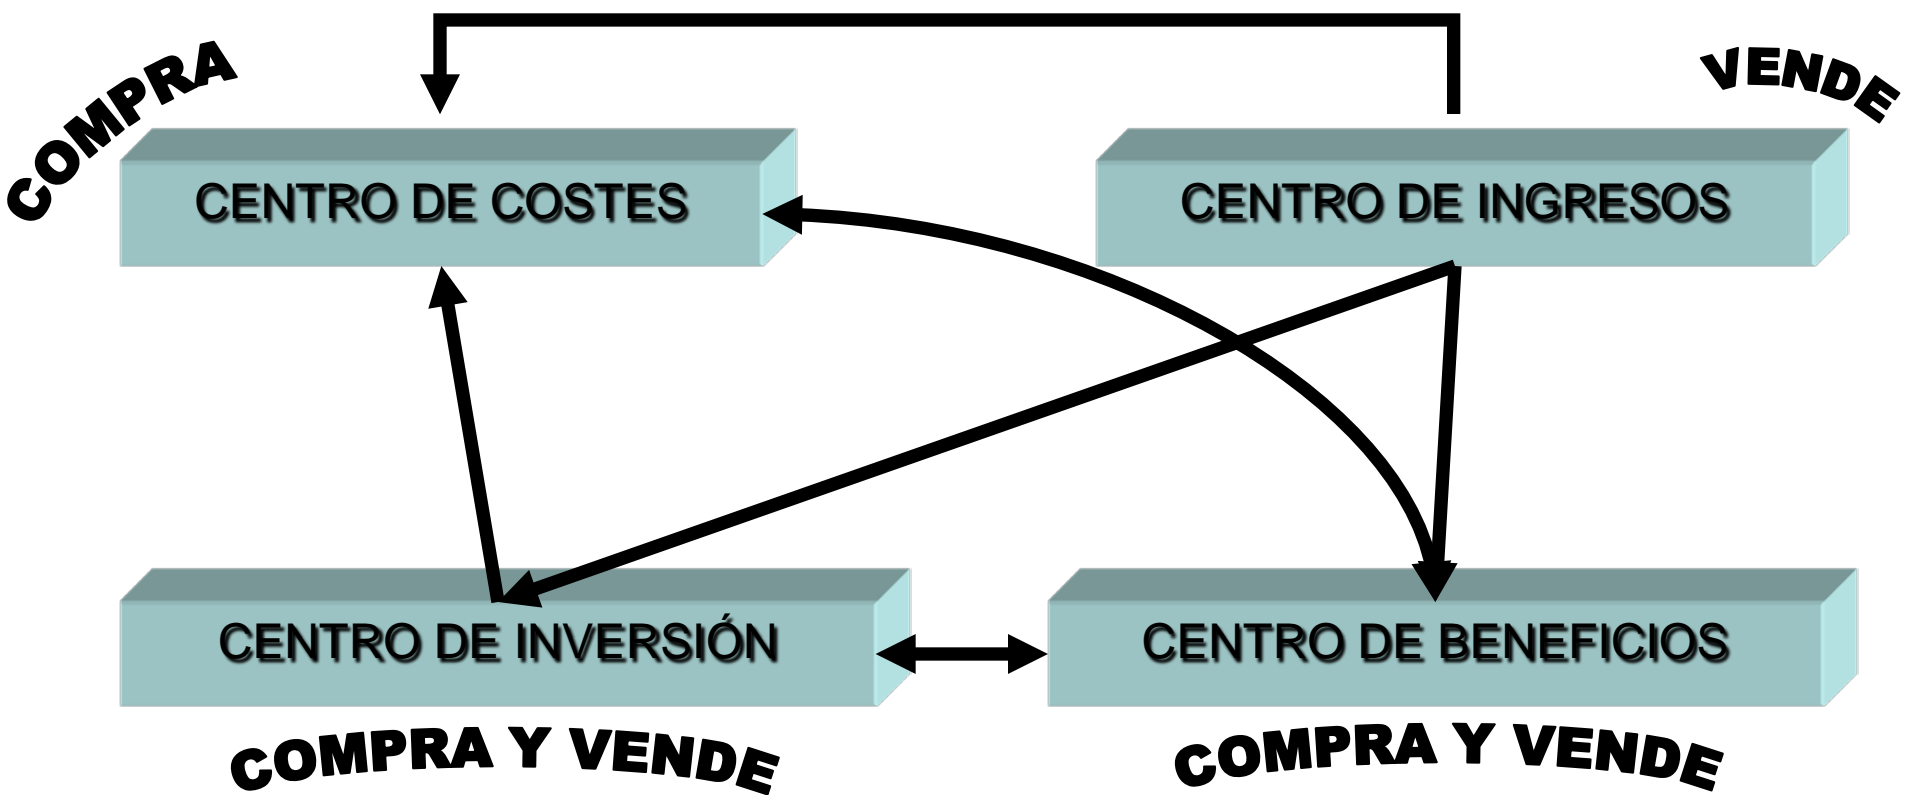 COMPRA
VENDE
CENTRO DE COSTES
CENTRO DE INGRESOS
CENTRO DE INVERSIÓN
CENTRO DE BENEFICIOS
COMPRA Y VENDE
COMPRA Y VENDE